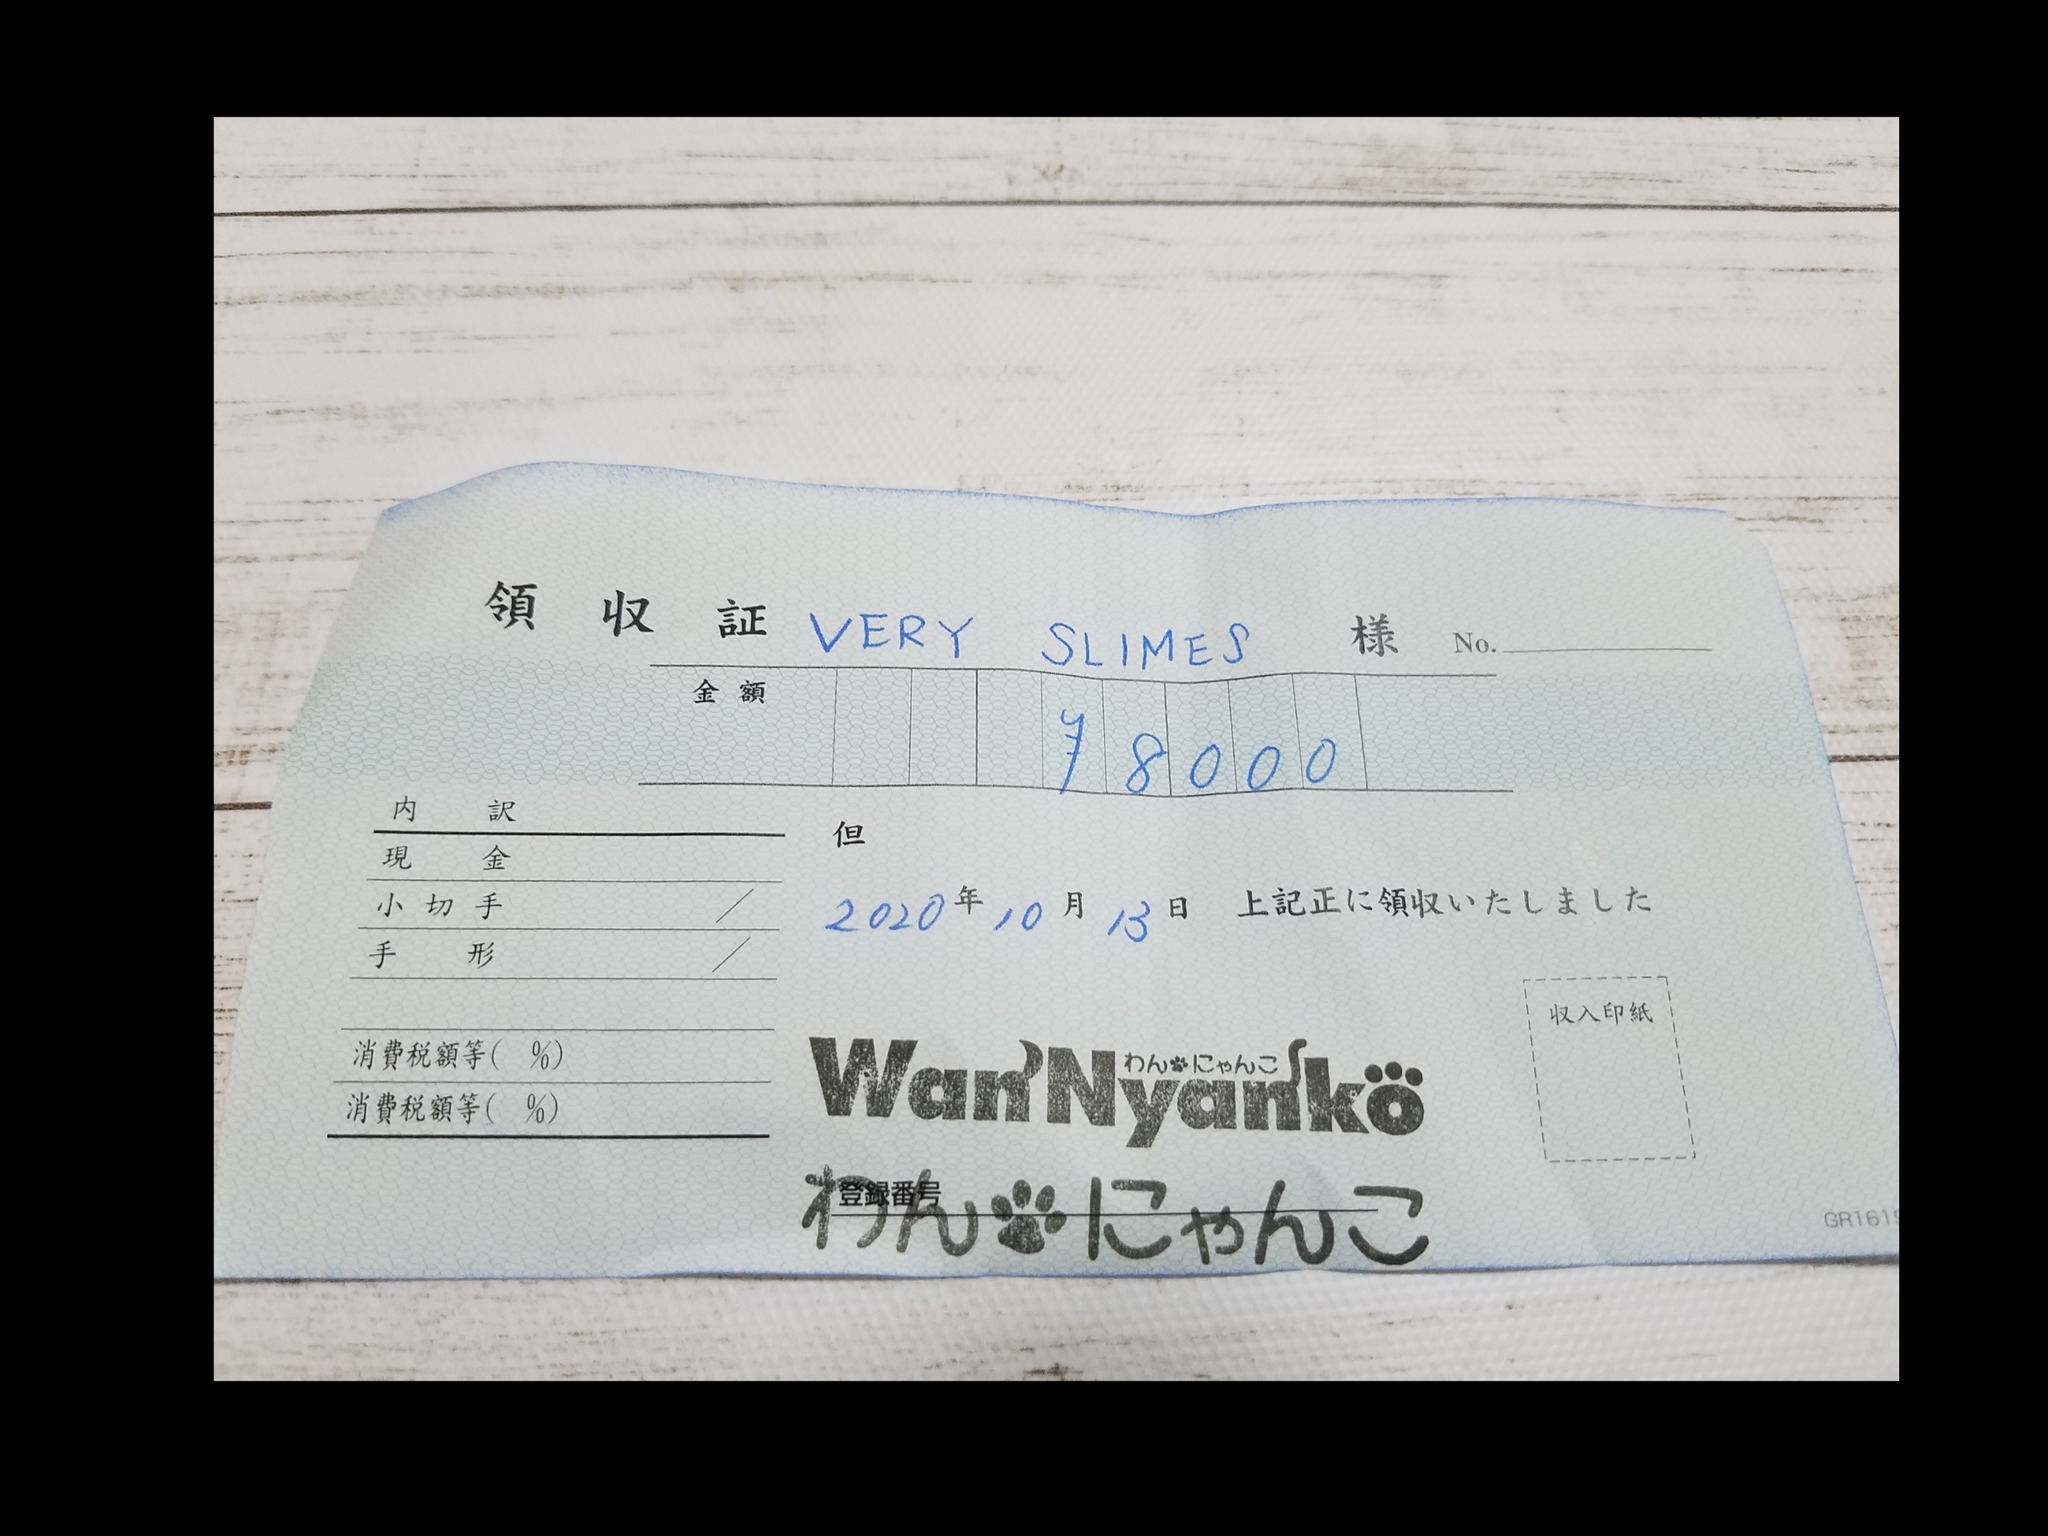 領収証 VERY SLIMES 様 No.
金額 ¥8000
内訳
現金
小切手 /
手形 /
消費税額等( %)
消費税額等( %)
但
2020年10月13日 上記正に領収いたしました
収入印紙
わんにゃんこ
Wan'Nyanko
登録番号
わんにゃんこ